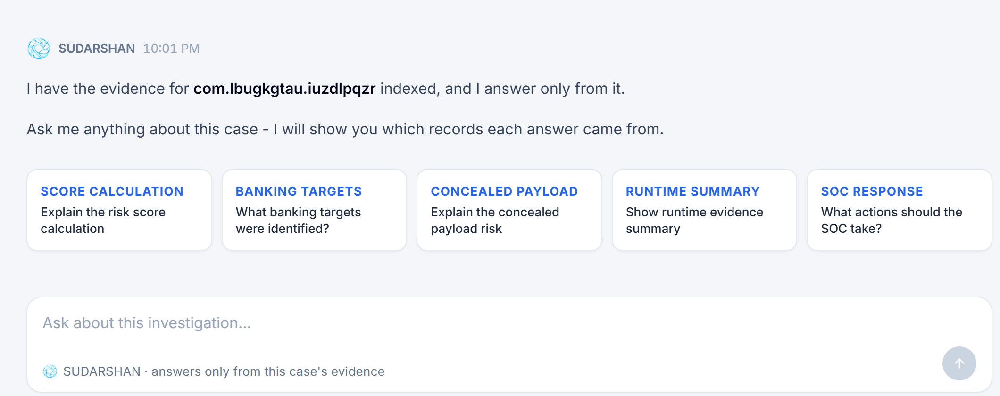 SUDARSHAN 10:01 PM
I have the evidence for com.lbugkgtau.iuzdlpqzr indexed, and I answer only from it.
Ask me anything about this case - I will show you which records each answer came from.
SCORE CALCULATION
Explain the risk score
calculation
BANKING TARGETS
What banking targets
were identified?
CONCEALED PAYLOAD
Explain the concealed
payload risk
RUNTIME SUMMARY
Show runtime evidence
summary
SOC RESPONSE
What actions should the
SOC take?
Ask about this investigation...
SUDARSHAN · answers only from this case's evidence